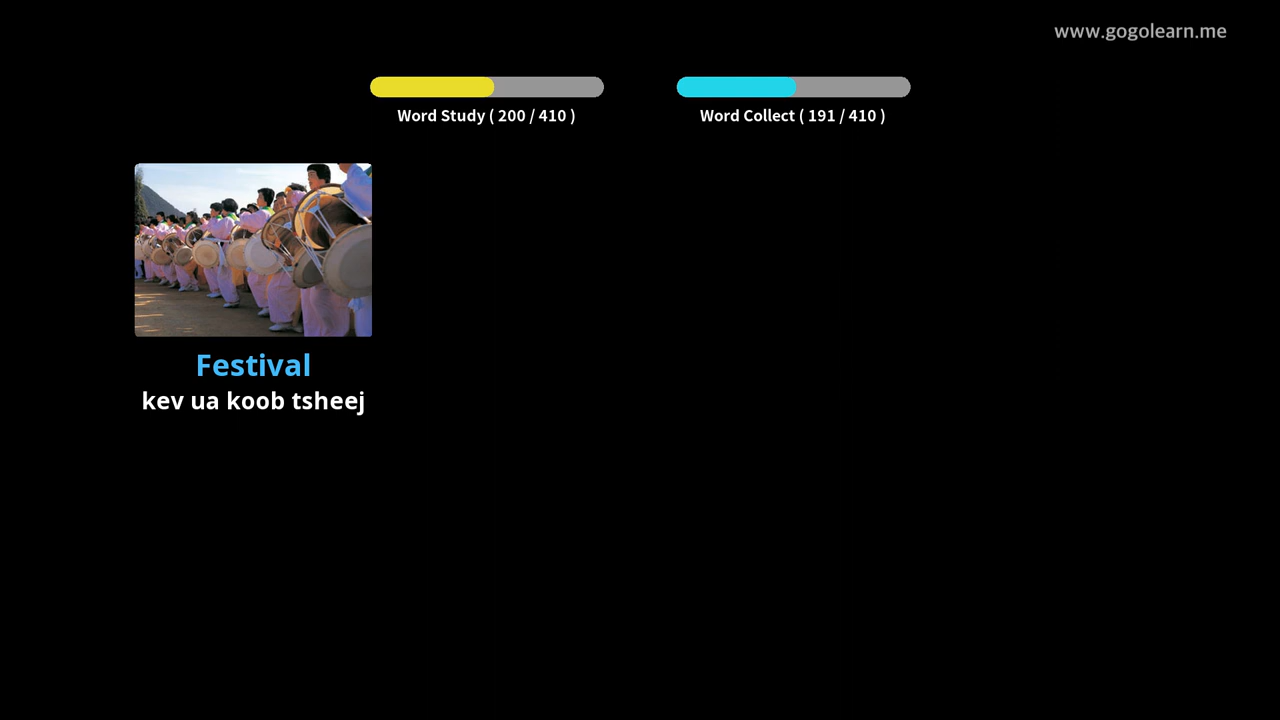 www.gogolearn.me
Word Study ( 200 / 410 )
Word Collect ( 191 / 410 )
Festival
kev ua koob tsheej